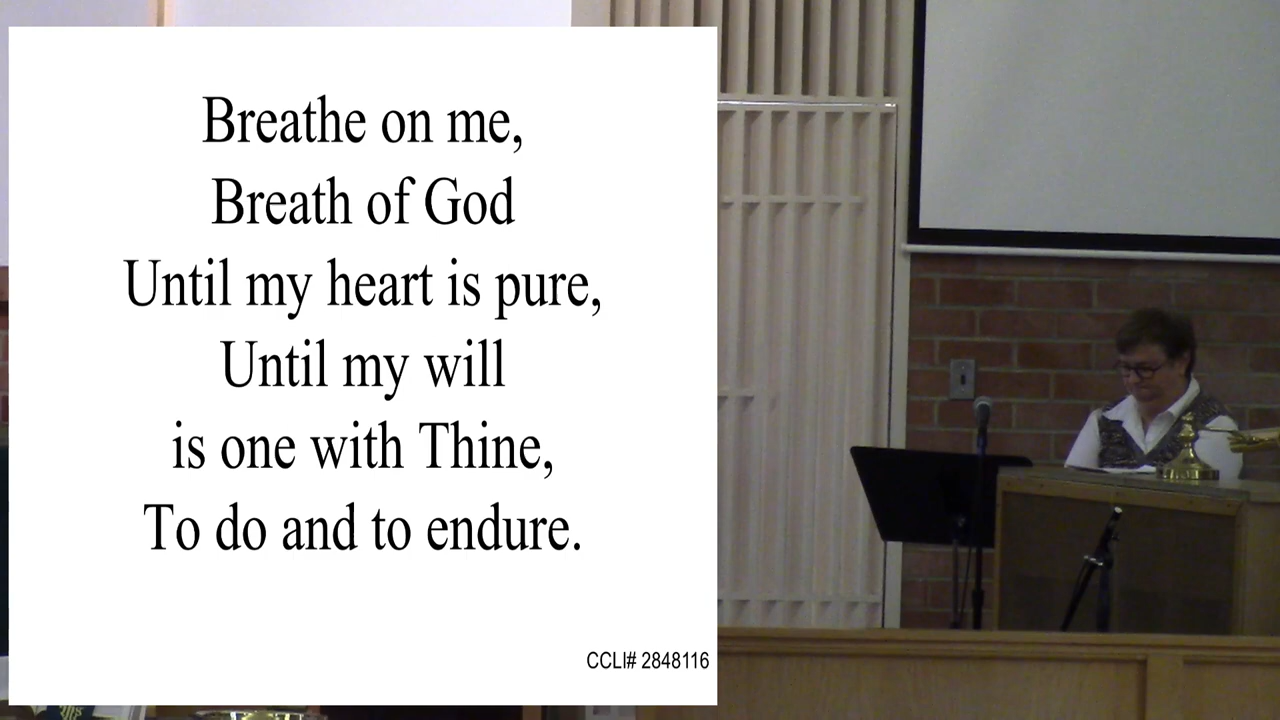 Breathe on me,
Breath of God
Until my heart is pure,
Until my will
is one with Thine,
To do and to endure.
CCLI# 2848116